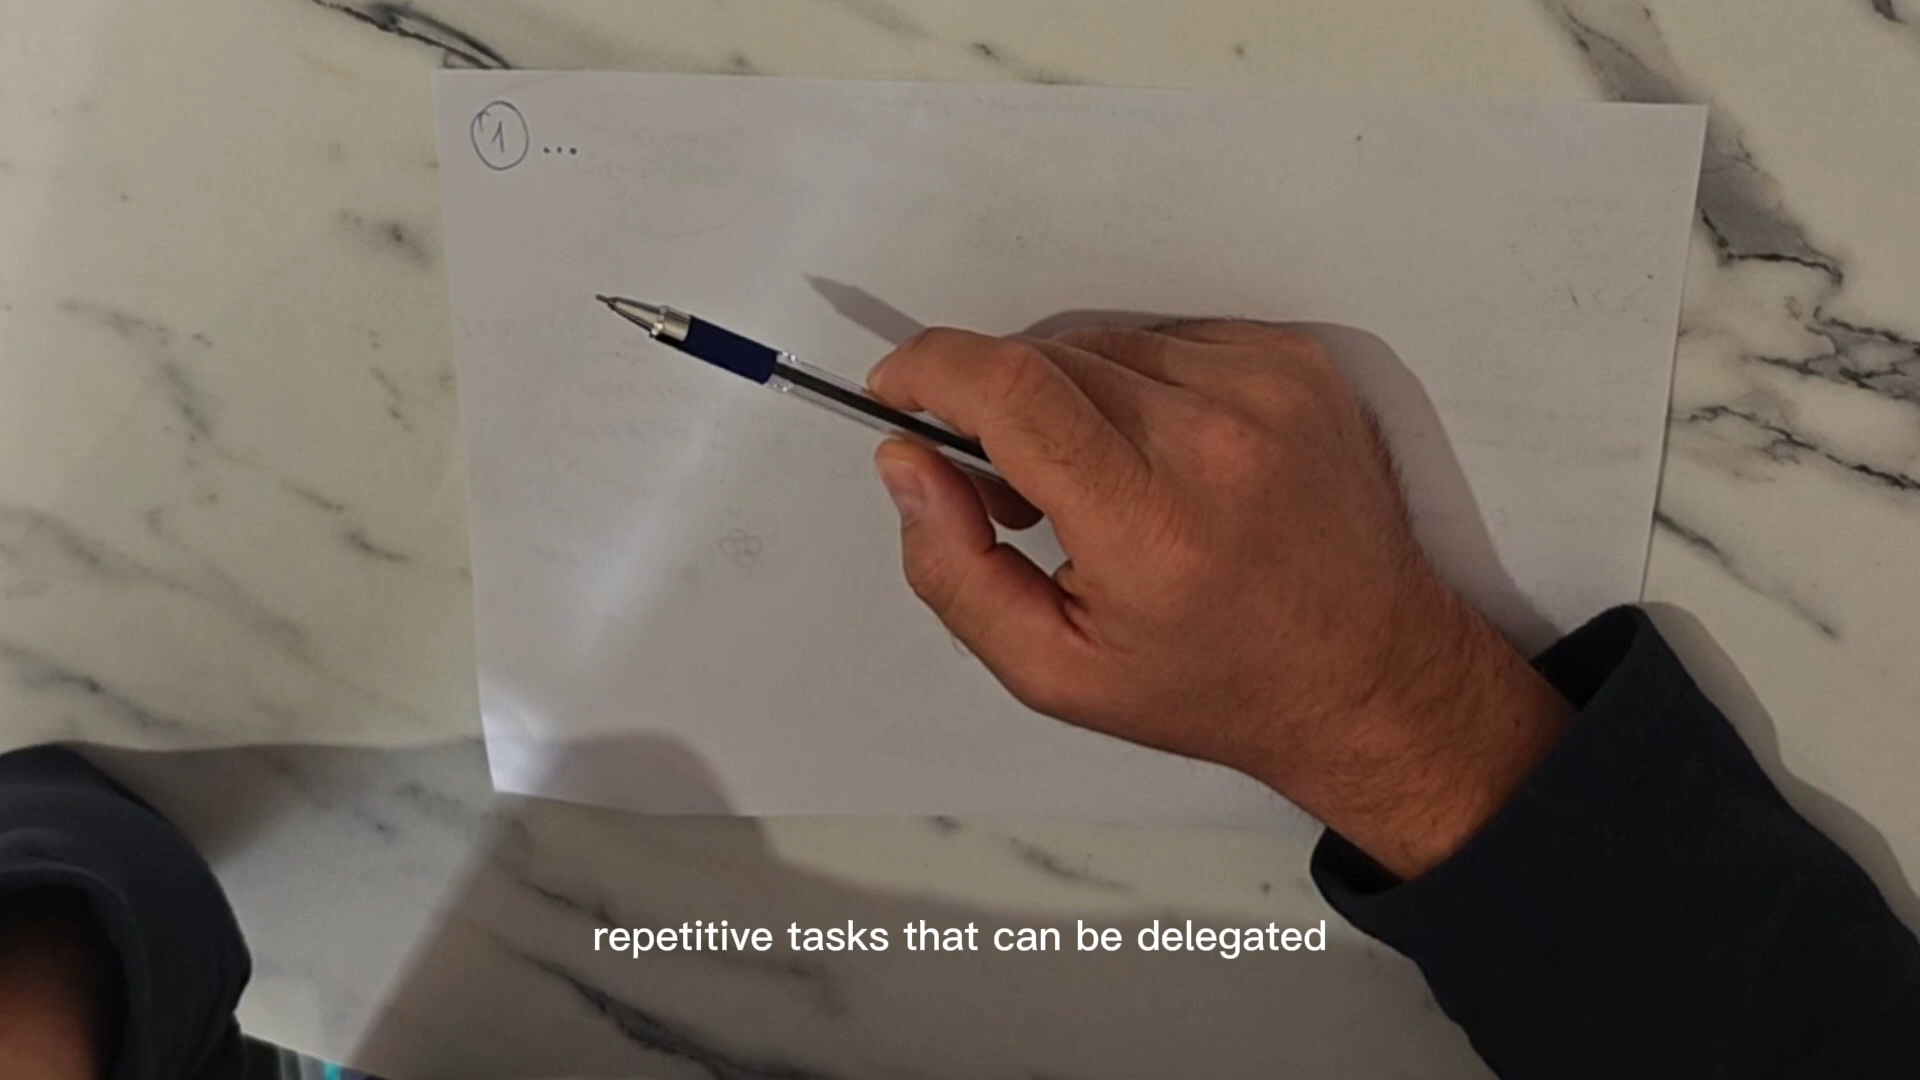 1 ...
repetitive tasks that can be delegated